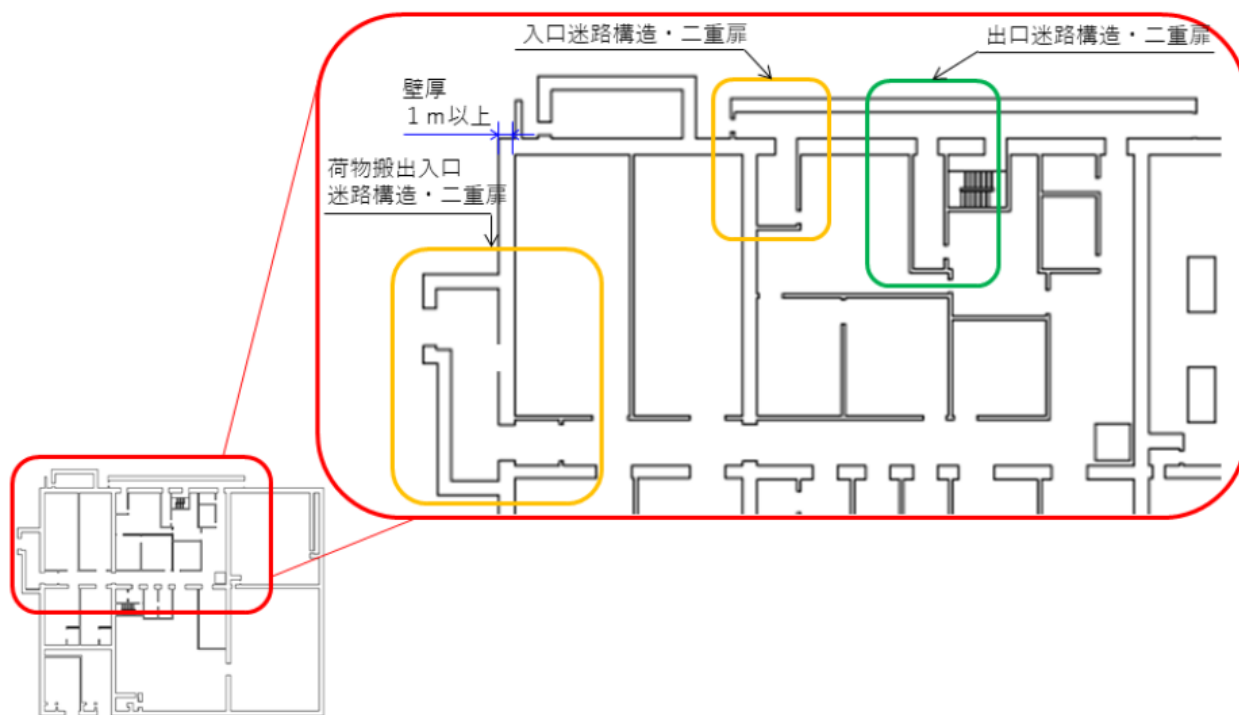 入口迷路構造・二重扉
出口迷路構造・二重扉
壁厚
１ｍ以上
荷物搬出入口
迷路構造・二重扉